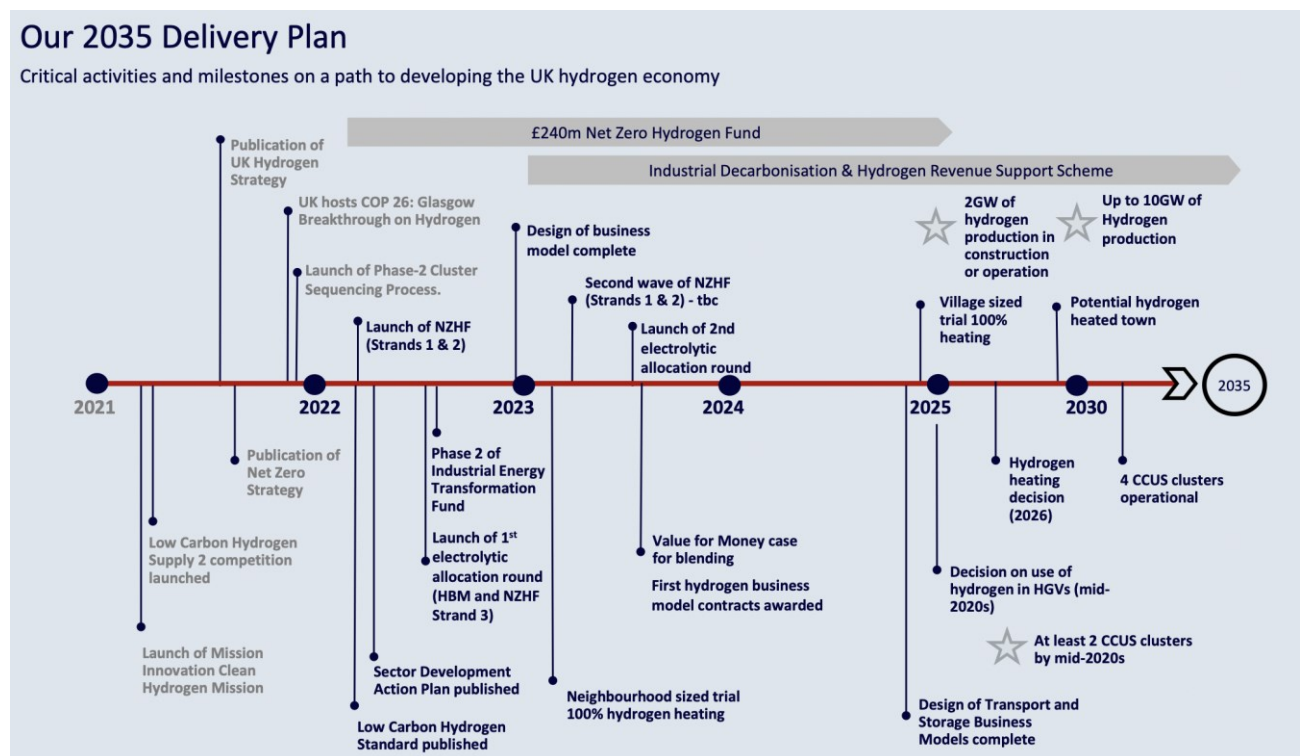 Our 2035 Delivery Plan
Critical activities and milestones on a path to developing the UK hydrogen economy
£240m Net Zero Hydrogen Fund
Industrial Decarbonisation & Hydrogen Revenue Support Scheme
Publication of
UK Hydrogen
Strategy
UK hosts COP 26: Glasgow
Breakthrough on Hydrogen
Launch of Phase-2 Cluster
Sequencing Process.
Launch of NZHF
(Strands 1 & 2)
Design of business
model complete
Second wave of NZHF
(Strands 1 & 2) - tbc
Launch of 2nd
electrolytic
allocation round
2GW of
hydrogen
production in
construction
or operation
Up to 10GW of
Hydrogen
production
Village sized
trial 100%
heating
Potential hydrogen
heated town
2021
2022
2023
2024
2025
2030
2035
Publication of
Net Zero
Strategy
Low Carbon Hydrogen
Supply 2 competition
launched
Launch of Mission
Innovation Clean
Hydrogen Mission
Phase 2 of
Industrial Energy
Transformation
Fund
Launch of 1st
electrolytic
allocation round
(HBM and NZHF
Strand 3)
Sector Development
Action Plan published
Low Carbon Hydrogen
Standard published
Value for Money case
for blending
First hydrogen business
model contracts awarded
Neighbourhood sized trial
100% hydrogen heating
Hydrogen
heating
decision
(2026)
4 CCUS clusters
operational
Decision on use of
hydrogen in HGVs (mid-
2020s)
At least 2 CCUS clusters
by mid-2020s
Design of Transport and
Storage Business
Models complete